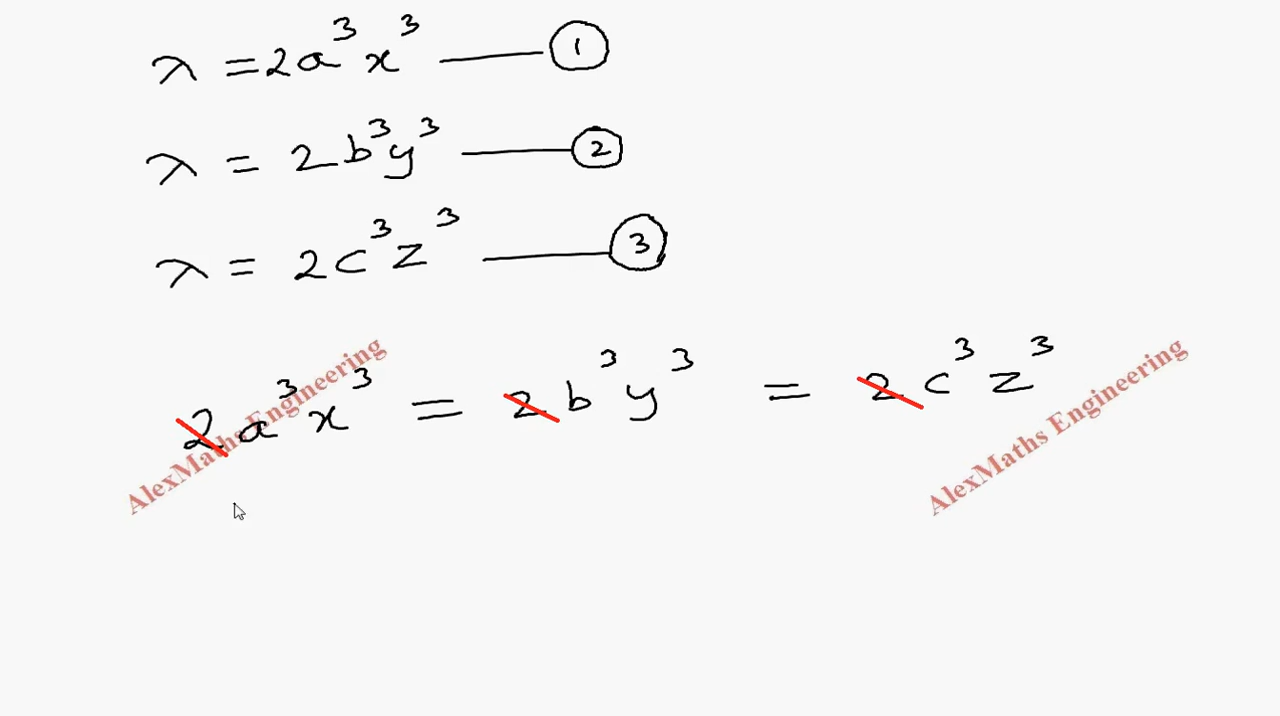 λ = 2a³x³ —— ①
λ = 2b³y³ —— ②
λ = 2c³z³ —— ③
2a³x³ = 2b³y³ = 2c³z³
AlexMaths Engineering
AlexMaths Engineering